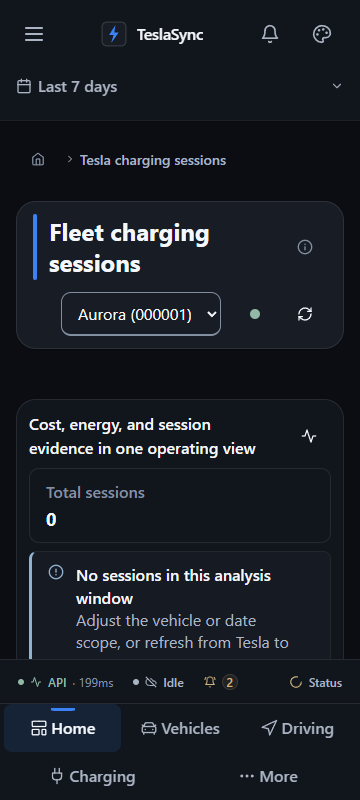 TeslaSync
Last 7 days
Tesla charging sessions
Fleet charging
sessions
Aurora (000001)
Cost, energy, and session
evidence in one operating view
Total sessions
0
No sessions in this analysis
window
Adjust the vehicle or date
scope, or refresh from Tesla to
API · 199ms Idle 2 Status
Home Vehicles Driving
Charging More